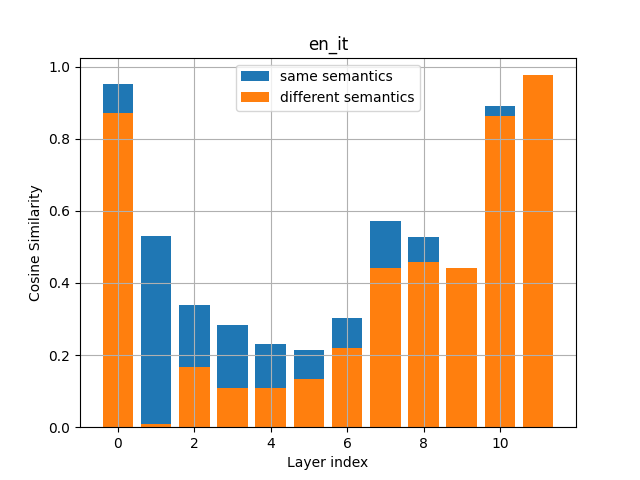 en_it
same semantics
different semantics
Cosine Similarity
1.0
0.8
0.6
0.4
0.2
0.0
0 2 4 6 8 10
Layer index